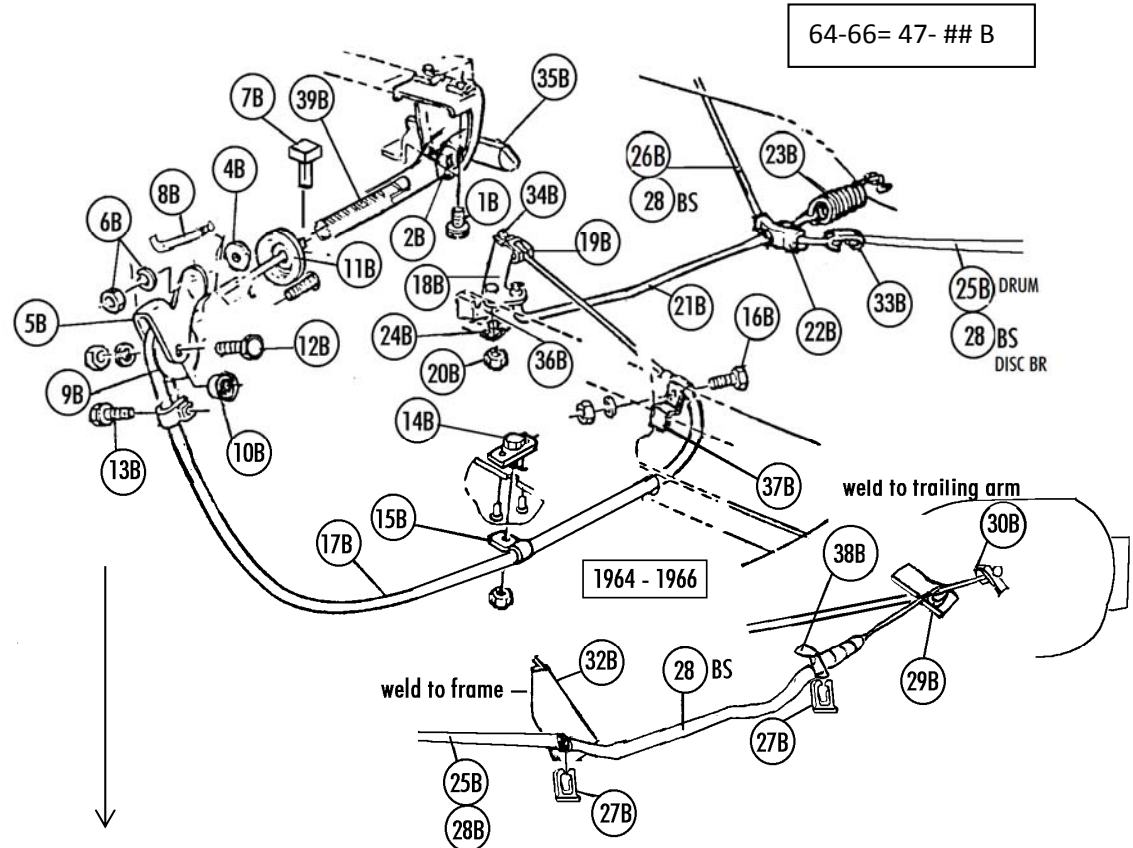 64-66= 47- ## B
35B
7B
39B
4B
8B
6B
26B
23B
28 BS
1B
34B
2B
19B
11B
18B
25B DRUM
5B
21B
33B
22B
16B
28 BS
DISC BR
12B
24B
36B
20B
9B
14B
10B
13B
37B
weld to trailing arm
15B
30B
17B
38B
1964 - 1966
32B
28 BS
29B
weld to frame
27B
25B
27B
28B